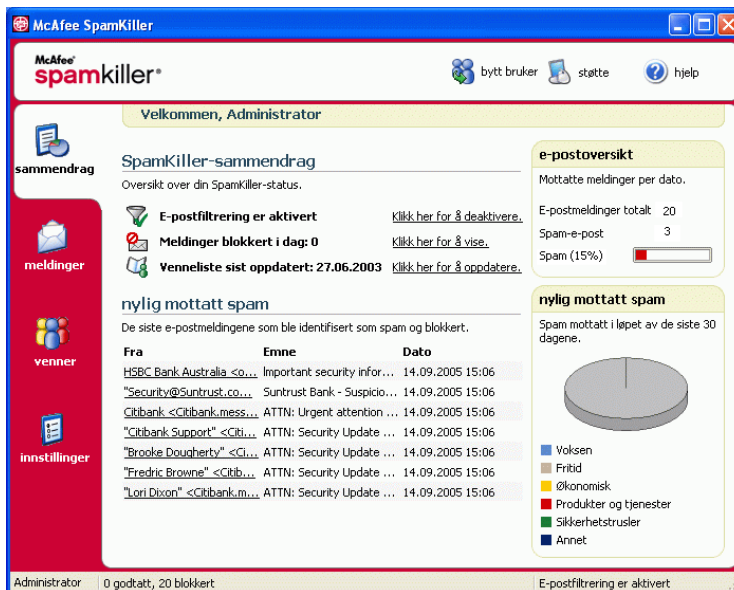 McAfee SpamKiller
McAfee®
spamkiller®
bytt bruker
støtte
hjelp
sammendrag
meldinger
venner
innstillinger
Velkommen, Administrator
SpamKiller-sammendrag
Oversikt over din SpamKiller-status.
E-postfiltrering er aktivert Klikk her for å deaktivere.
Meldinger blokkert i dag: 0 Klikk her for å vise.
Venneliste sist oppdatert: 27.06.2003 Klikk her for å oppdatere.
nylig mottatt spam
De siste e-postmeldingene som ble identifisert som spam og blokkert.
Fra Emne Dato
HSBC Bank Australia <o... Important security infor... 14.09.2005 15:06
"Security@Suntrust.co... Suntrust Bank - Suspicio... 14.09.2005 15:06
Citibank <Citibank.mess... ATTN: Urgent attention ... 14.09.2005 15:06
"Citibank Support" <Citi... ATTN: Security Update ... 14.09.2005 15:06
"Brooke Dougherty" <Ci... ATTN: Security Update ... 14.09.2005 15:06
"Fredric Browne" <Citib... ATTN: Security Update ... 14.09.2005 15:06
"Lori Dixon" <Citibank.m... ATTN: Security Update ... 14.09.2005 15:06
e-postoversikt
Mottatte meldinger per dato.
E-postmeldinger totalt 20
Spam-e-post 3
Spam (15%)
nylig mottatt spam
Spam mottatt i løpet av de siste 30
dagene.
Voksen
Fritid
Økonomisk
Produkter og tjenester
Sikkerhetstrusler
Annet
Administrator
0 godtatt, 20 blokkert
E-postfiltrering er aktivert